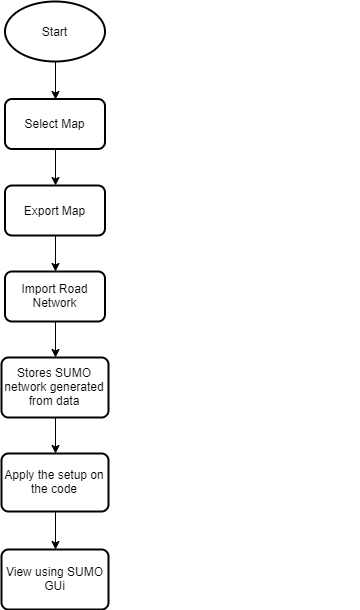 Start
Select Map
Export Map
Import Road
Network
Stores SUMO
network generated
from data
Apply the setup on
the code
View using SUMO
GUi